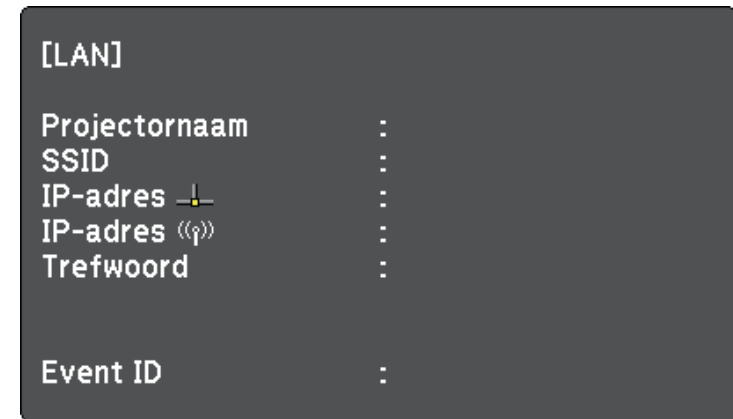 [LAN]
Projectornaam :
SSID :
IP-adres :
IP-adres :
Trefwoord :
Event ID :